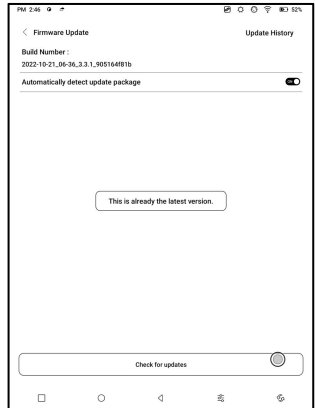 PM 2:46 52%
Firmware Update Update History
Build Number :
2022-10-21_06-36_3.3.1_905164f81b
Automatically detect update package ON
This is already the latest version.
Check for updates